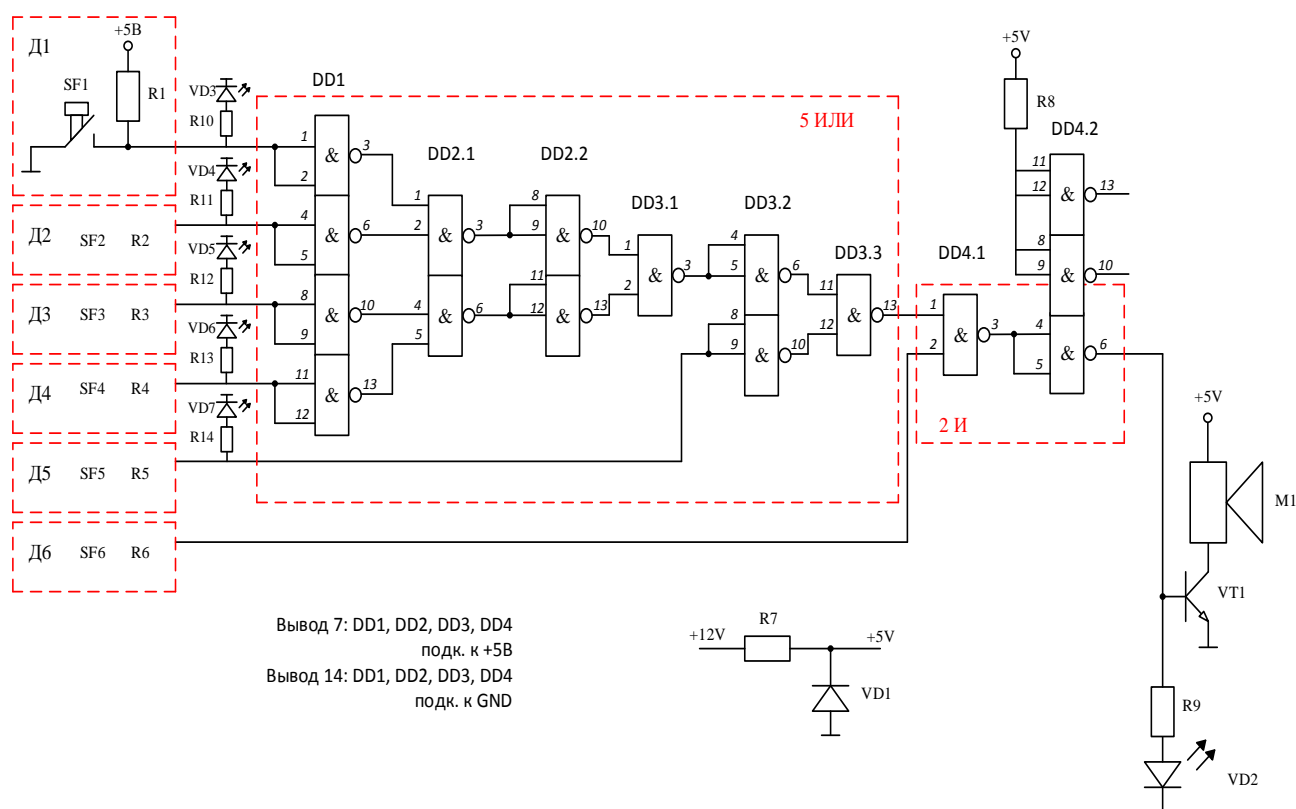 Д1
+5В
SF1
R1
VD3
R10
DD1
1
2
&
3
5 ИЛИ
+5V
R8
DD4.2
11
12
&
13
8
9
&
10
VD4
R11
Д2
SF2
R2
4
5
&
6
DD2.1
1
2
&
3
DD2.2
8
9
&
10
DD3.1
1
2
&
3
DD3.2
4
5
&
6
DD3.3
11
12
&
13
DD4.1
1
2
&
3
4
5
&
6
2 И
VD5
R12
Д3
SF3
R3
8
9
&
10
4
5
&
6
11
12
&
13
8
9
&
10
VD6
R13
Д4
SF4
R4
11
12
&
13
VD7
R14
Д5
SF5
R5
Д6
SF6
R6
+5V
M1
VT1
R9
VD2
Вывод 7: DD1, DD2, DD3, DD4
подк. к +5В
Вывод 14: DD1, DD2, DD3, DD4
подк. к GND
+12V
R7
+5V
VD1